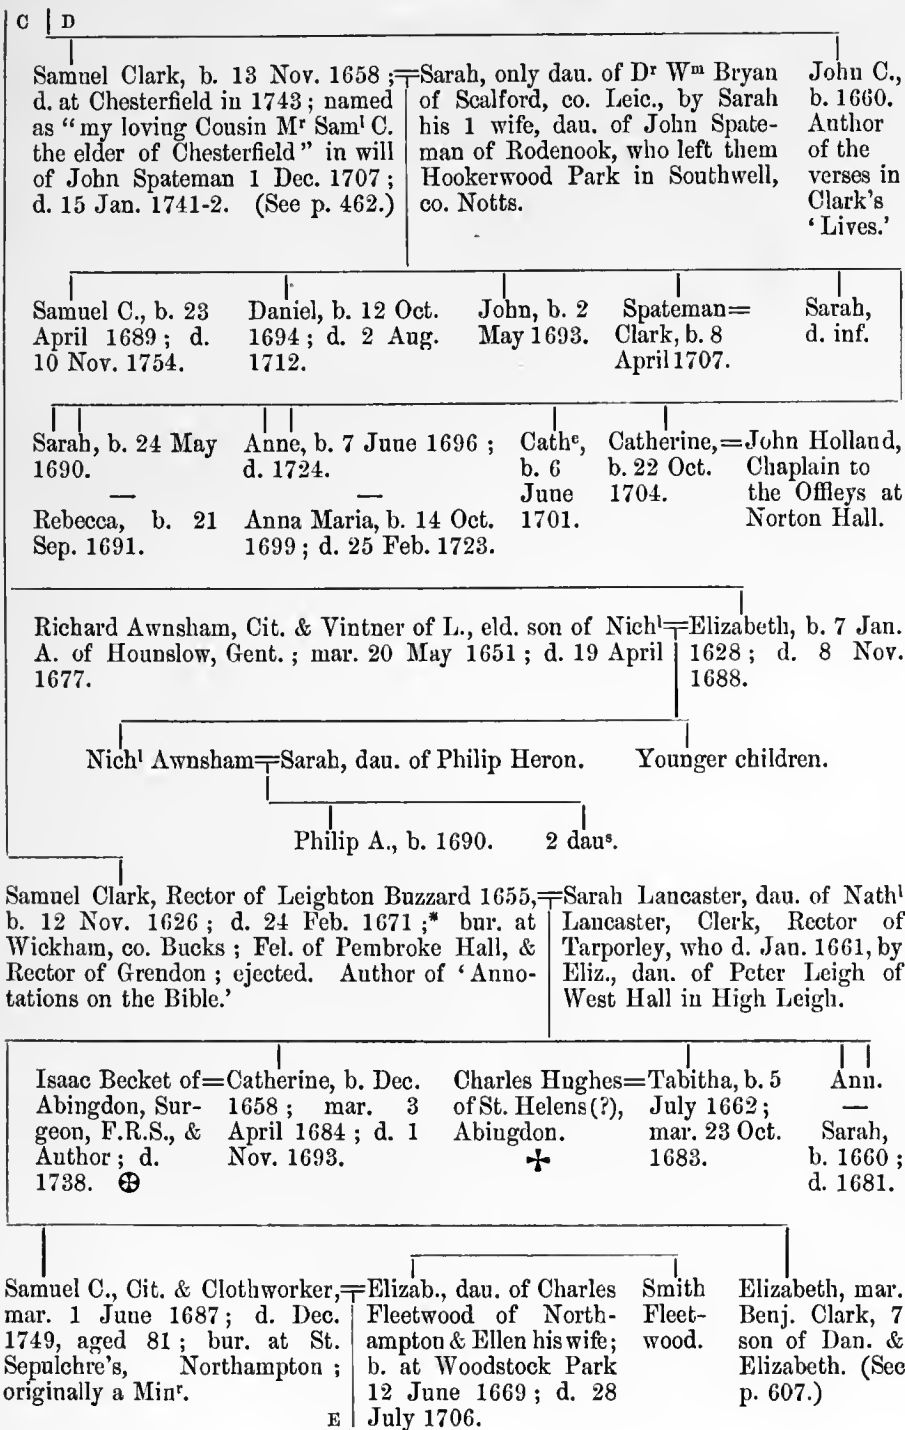 C | D
Samuel Clark, b. 13 Nov. 1658 ;
d. at Chesterfield in 1743 ; named
as “my loving Cousin Mr Saml C.
the elder of Chesterfield” in will
of John Spateman 1 Dec. 1707 ;
d. 15 Jan. 1741-2. (See p. 462.)
Sarah, only dau. of Dr Wm Bryan
of Scalford, co. Leic., by Sarah
his 1 wife, dau. of John Spate-
man of Rodenook, who left them
Hookerwood Park in Southwell,
co. Notts.
John C.,
b. 1660.
Author
of the
verses in
Clark's
‘Lives.’
Samuel C., b. 23
April 1689 ; d.
10 Nov. 1754.
Daniel, b. 12 Oct.
1694 ; d. 2 Aug.
1712.
John, b. 2
May 1693.
Spateman=
Clark, b. 8
April 1707.
Sarah,
d. inf.
Sarah, b. 24 May
1690.
—
Rebecca, b. 21
Sep. 1691.
Anne, b. 7 June 1696 ;
d. 1724.
—
Anna Maria, b. 14 Oct.
1699 ; d. 25 Feb. 1723.
Cathe,
b. 6
June
1701.
Catherine,=
b. 22 Oct.
1704.
John Holland,
Chaplain to
the Offleys at
Norton Hall.
Richard Awnsham, Cit. & Vintner of L., eld. son of Nichl
A. of Hounslow, Gent. ; mar. 20 May 1651 ; d. 19 April
1677.
Elizabeth, b. 7 Jan.
1628 ; d. 8 Nov.
1688.
Nichl Awnsham=Sarah, dau. of Philip Heron.
Younger children.
Philip A., b. 1690.
2 daus.
Samuel Clark, Rector of Leighton Buzzard 1655,=
b. 12 Nov. 1626 ; d. 24 Feb. 1671 ;* bur. at
Wickham, co. Bucks ; Fel. of Pembroke Hall, &
Rector of Grendon ; ejected. Author of ‘Anno-
tations on the Bible.’
Sarah Lancaster, dau. of Nathl
Lancaster, Clerk, Rector of
Tarporley, who d. Jan. 1661, by
Eliz., dau. of Peter Leigh of
West Hall in High Leigh.
Isaac Becket of=
Abingdon, Sur-
geon, F.R.S., &
Author ; d.
1738. ⊕
Catherine, b. Dec.
1658 ; mar. 3
April 1684 ; d. 1
Nov. 1693.
Charles Hughes=
of St. Helens (?),
Abingdon.
✢
Tabitha, b. 5
July 1662 ;
mar. 23 Oct.
1683.
Ann.
—
Sarah,
b. 1660 ;
d. 1681.
Samuel C., Cit. & Clothworker,=
mar. 1 June 1687 ; d. Dec.
1749, aged 81 ; bur. at St.
Sepulchre's, Northampton ;
originally a Minr.
E
Elizab., dau. of Charles
Fleetwood of North-
ampton & Ellen his wife ;
b. at Woodstock Park
12 June 1669 ; d. 28
July 1706.
Smith
Fleet-
wood.
Elizabeth, mar.
Benj. Clark, 7
son of Dan. &
Elizabeth. (See
p. 607.)